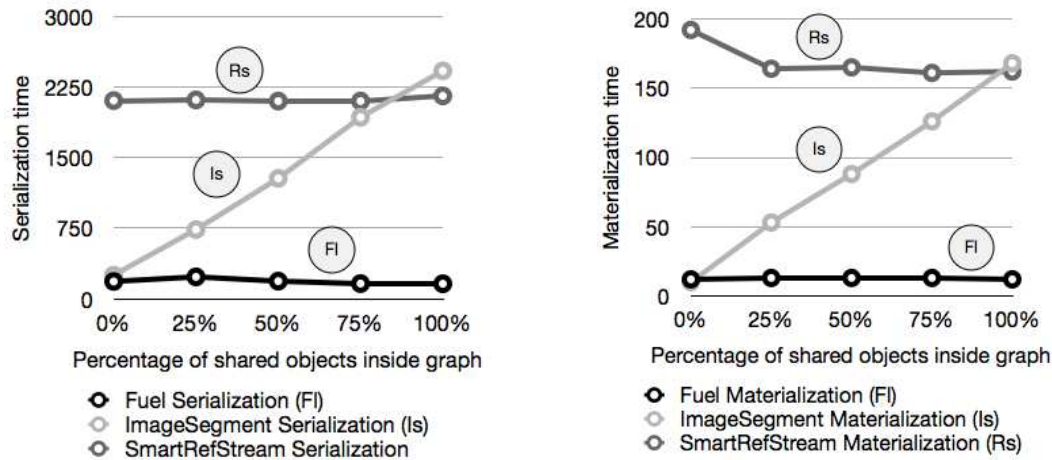 3000
2250
1500
750
0
Serialization time
Rs
Is
Fl
0% 25% 50% 75% 100%
Percentage of shared objects inside graph
Fuel Serialization (Fl)
ImageSegment Serialization (Is)
SmartRefStream Serialization
200
150
100
50
0
Materialization time
Rs
Is
Fl
0% 25% 50% 75% 100%
Percentage of shared objects inside graph
Fuel Materialization (Fl)
ImageSegment Materialization (Is)
SmartRefStream Materialization (Rs)